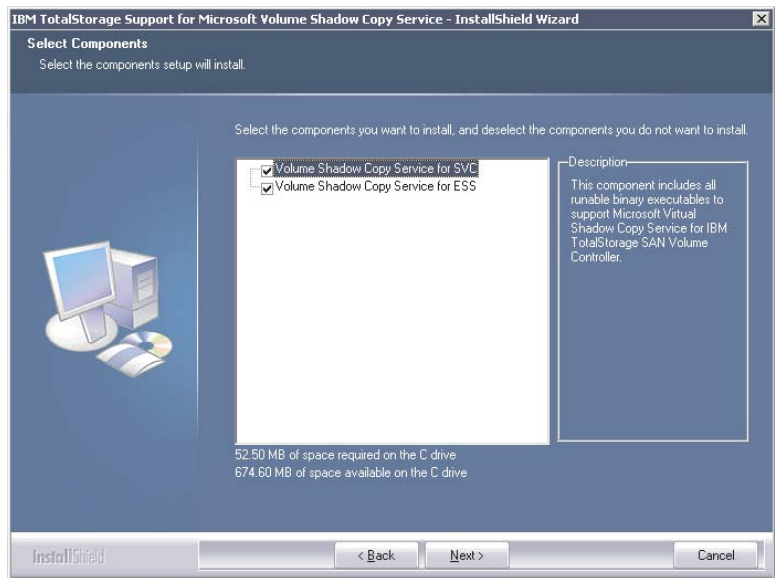 IBM TotalStorage Support for Microsoft Volume Shadow Copy Service - InstallShield Wizard
Select Components
Select the components setup will install.
Select the components you want to install, and deselect the components you do not want to install.
Volume Shadow Copy Service for SVC
Volume Shadow Copy Service for ESS
Description
This component includes all
runable binary executables to
support Microsoft Virtual
Shadow Copy Service for IBM
TotalStorage SAN Volume
Controller.
52.50 MB of space required on the C drive
674.60 MB of space available on the C drive
InstallShield
< Back
Next >
Cancel